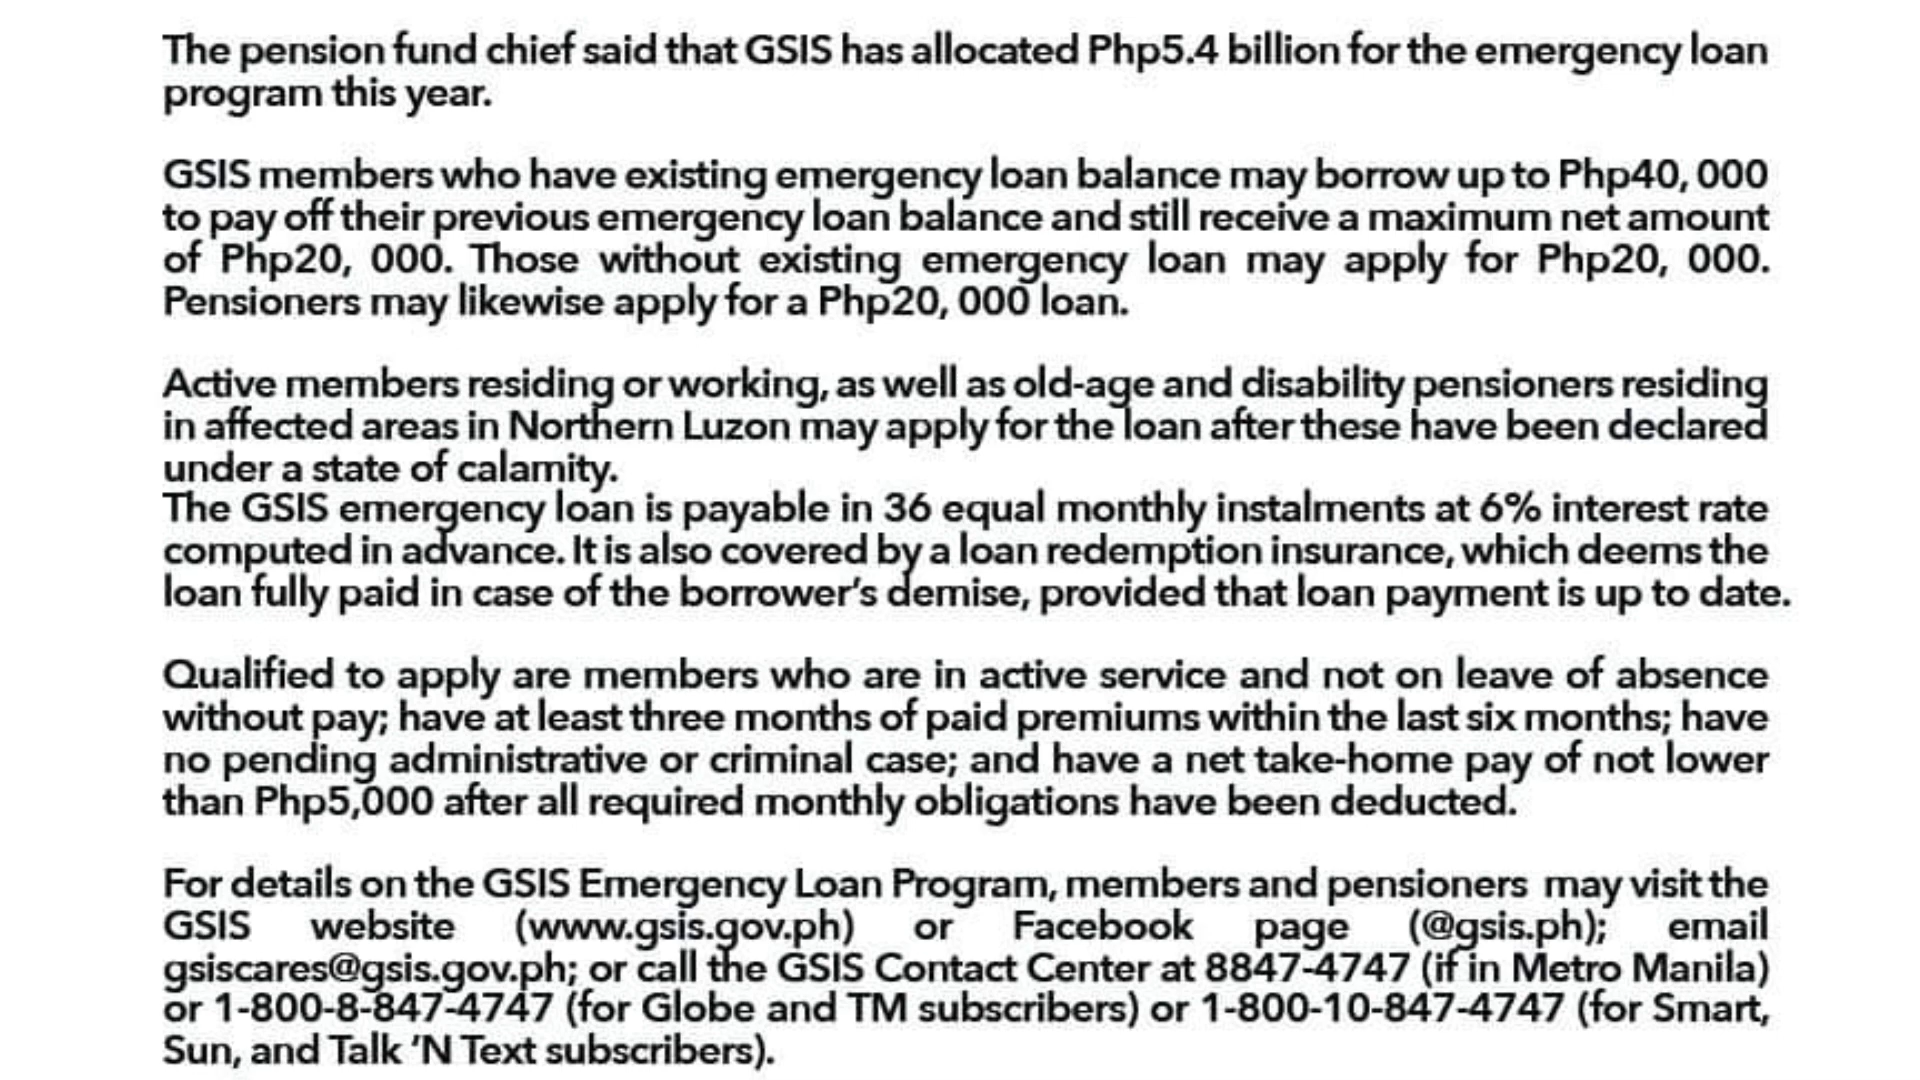 The pension fund chief said that GSIS has allocated Php5.4 billion for the emergency loan
program this year.
GSIS members who have existing emergency loan balance may borrow up to Php40, 000
to pay off their previous emergency loan balance and still receive a maximum net amount
of Php20, 000. Those without existing emergency loan may apply for Php20, 000.
Pensioners may likewise apply for a Php20, 000 loan.
Active members residing or working, as well as old-age and disability pensioners residing
in affected areas in Northern Luzon may apply for the loan after these have been declared
under a state of calamity.
The GSIS emergency loan is payable in 36 equal monthly instalments at 6% interest rate
computed in advance. It is also covered by a loan redemption insurance, which deems the
loan fully paid in case of the borrower's demise, provided that loan payment is up to date.
Qualified to apply are members who are in active service and not on leave of absence
without pay; have at least three months of paid premiums within the last six months; have
no pending administrative or criminal case; and have a net take-home pay of not lower
than Php5,000 after all required monthly obligations have been deducted.
For details on the GSIS Emergency Loan Program, members and pensioners may visit the
GSIS website (www.gsis.gov.ph) or Facebook page (@gsis.ph); email
gsiscares@gsis.gov.ph; or call the GSIS Contact Center at 8847-4747 (if in Metro Manila)
or 1-800-8-847-4747 (for Globe and TM subscribers) or 1-800-10-847-4747 (for Smart,
Sun, and Talk 'N Text subscribers).